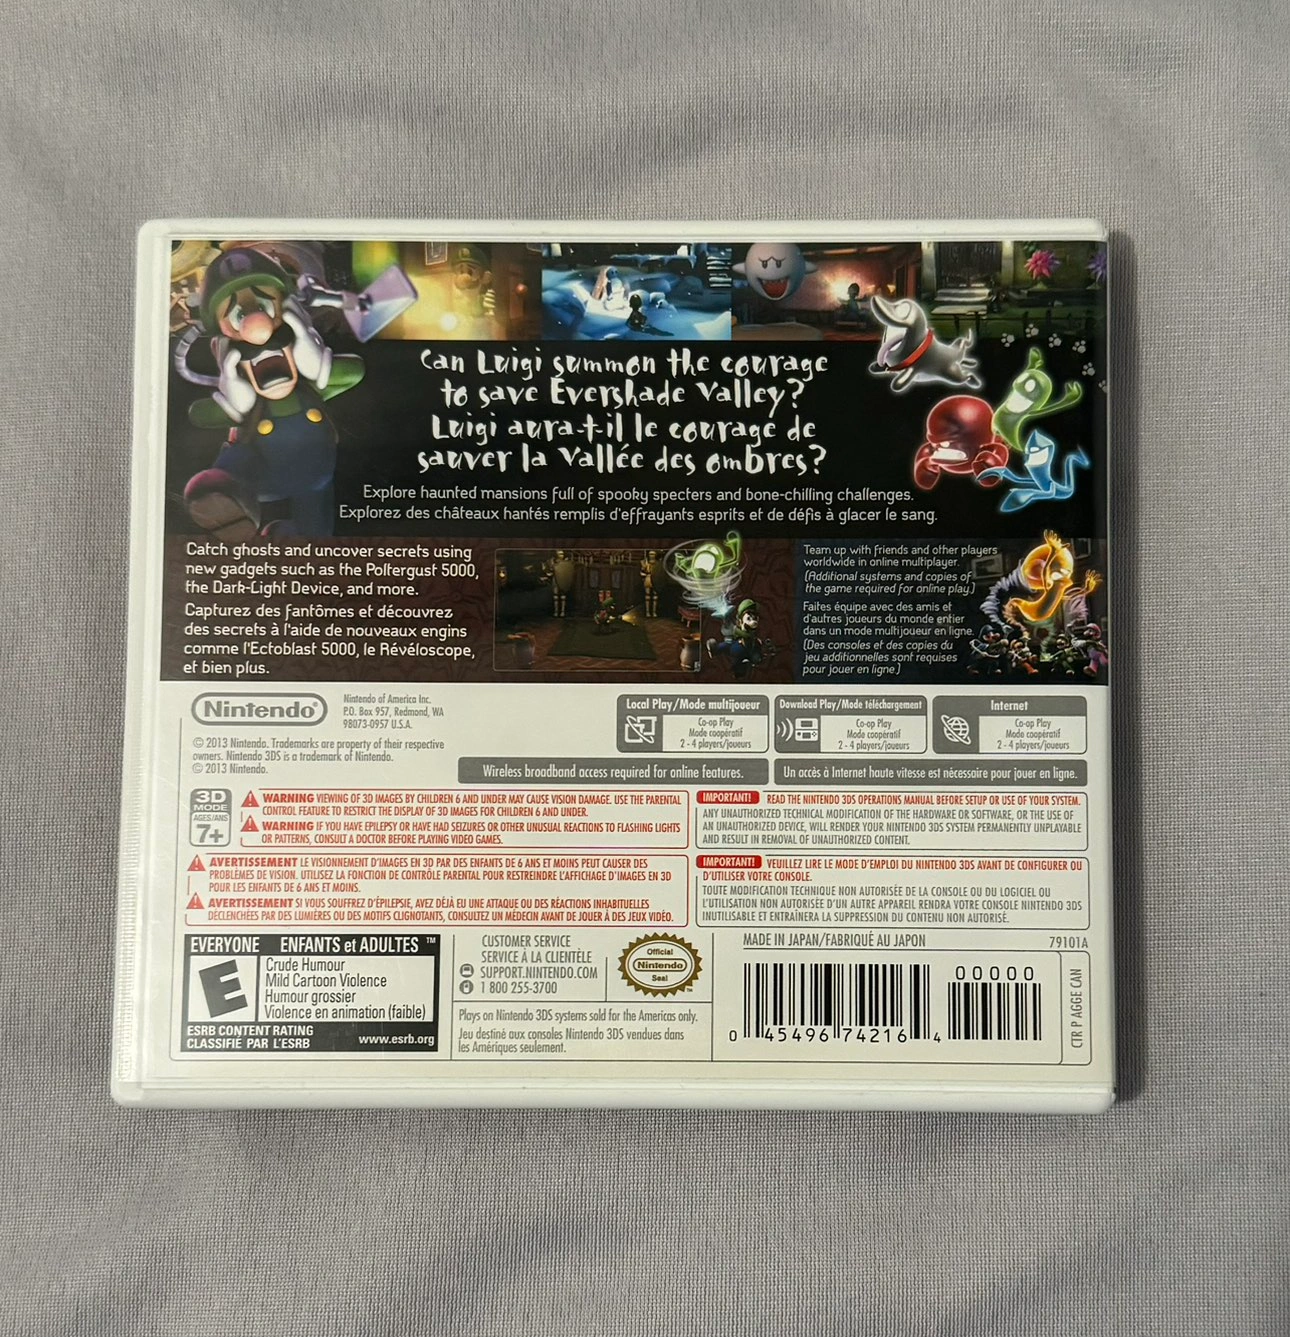 Can Luigi summon the courage
to save Evershade Valley?
Luigi aura-t-il le courage de
sauver la Vallée des ombres?
Explore haunted mansions full of spooky specters and bone-chilling challenges.
Explorez des châteaux hantés remplis d'effrayants esprits et de défis à glacer le sang.
Catch ghosts and uncover secrets using
new gadgets such as the Poltergust 5000,
the Dark-Light Device, and more.
Capturez des fantômes et découvrez
des secrets à l'aide de nouveaux engins
comme l'Ectoblast 5000, le Révéloscope,
et bien plus.
Team up with friends and other players
worldwide in online multiplayer.
(Additional systems and copies of
the game required for online play.)
Faites équipe avec des amis et
d'autres joueurs du monde entier
dans un mode multijoueur en ligne.
(Des consoles et des copies du
jeu additionnelles sont requises
pour jouer en ligne.)
Nintendo®
Nintendo of America Inc.
P.O. Box 957, Redmond, WA
98073-0957 U.S.A.
© 2013 Nintendo. Trademarks are property of their respective
owners. Nintendo 3DS is a trademark of Nintendo.
© 2013 Nintendo.
Local Play/Mode multijoueur
Co-op Play
Mode coopératif
2 - 4 players/joueurs
Download Play/Mode téléchargement
Co-op Play
Mode coopératif
2 - 4 players/joueurs
Internet
Co-op Play
Mode coopératif
2 - 4 players/joueurs
Wireless broadband access required for online features.
Un accès à Internet haute vitesse est nécessaire pour jouer en ligne.
3D
MODE
AGES/ANS
7+
WARNING VIEWING OF 3D IMAGES BY CHILDREN 6 AND UNDER MAY CAUSE VISION DAMAGE. USE THE PARENTAL
CONTROL FEATURE TO RESTRICT THE DISPLAY OF 3D IMAGES FOR CHILDREN 6 AND UNDER.
WARNING IF YOU HAVE EPILEPSY OR HAVE HAD SEIZURES OR OTHER UNUSUAL REACTIONS TO FLASHING LIGHTS
OR PATTERNS, CONSULT A DOCTOR BEFORE PLAYING VIDEO GAMES.
AVERTISSEMENT LE VISIONNEMENT D'IMAGES EN 3D PAR DES ENFANTS DE 6 ANS ET MOINS PEUT CAUSER DES
PROBLÈMES DE VISION. UTILISEZ LA FONCTION DE CONTRÔLE PARENTAL POUR RESTREINDRE L'AFFICHAGE D'IMAGES EN 3D
POUR LES ENFANTS DE 6 ANS ET MOINS.
AVERTISSEMENT SI VOUS SOUFFREZ D'ÉPILEPSIE, AVEZ DÉJÀ EU UNE ATTAQUE OU DES RÉACTIONS INHABITUELLES
DÉCLENCHÉES PAR DES LUMIÈRES OU DES MOTIFS CLIGNOTANTS, CONSULTEZ UN MÉDECIN AVANT DE JOUER À DES JEUX VIDÉO.
IMPORTANT! READ THE NINTENDO 3DS OPERATIONS MANUAL BEFORE SETUP OR USE OF YOUR SYSTEM.
ANY UNAUTHORIZED TECHNICAL MODIFICATION OF THE HARDWARE OR SOFTWARE, OR THE USE OF
AN UNAUTHORIZED DEVICE, WILL RENDER YOUR NINTENDO 3DS SYSTEM PERMANENTLY UNPLAYABLE
AND RESULT IN REMOVAL OF UNAUTHORIZED CONTENT.
IMPORTANT! VEUILLEZ LIRE LE MODE D'EMPLOI DU NINTENDO 3DS AVANT DE CONFIGURER OU
D'UTILISER VOTRE CONSOLE.
TOUTE MODIFICATION TECHNIQUE NON AUTORISÉE DE LA CONSOLE OU DU LOGICIEL OU
L'UTILISATION NON AUTORISÉE D'UN AUTRE APPAREIL RENDRA VOTRE CONSOLE NINTENDO 3DS
INUTILISABLE ET ENTRAÎNERA LA SUPPRESSION DU CONTENU NON AUTORISÉ.
EVERYONE ENFANTS et ADULTES ™
E
Crude Humour
Mild Cartoon Violence
Humour grossier
Violence en animation (faible)
ESRB CONTENT RATING
CLASSIFIÉ PAR L'ESRB
www.esrb.org
CUSTOMER SERVICE
SERVICE À LA CLIENTÈLE
SUPPORT.NINTENDO.COM
1 800 255-3700
Official
Nintendo
Seal
™
Plays on Nintendo 3DS systems sold for the Americas only.
Jeu destiné aux consoles Nintendo 3DS vendues dans
les Amériques seulement.
MADE IN JAPAN/FABRIQUÉ AU JAPON
79101A
00000
0 45496 74216 4
CTR P AGGE CAN